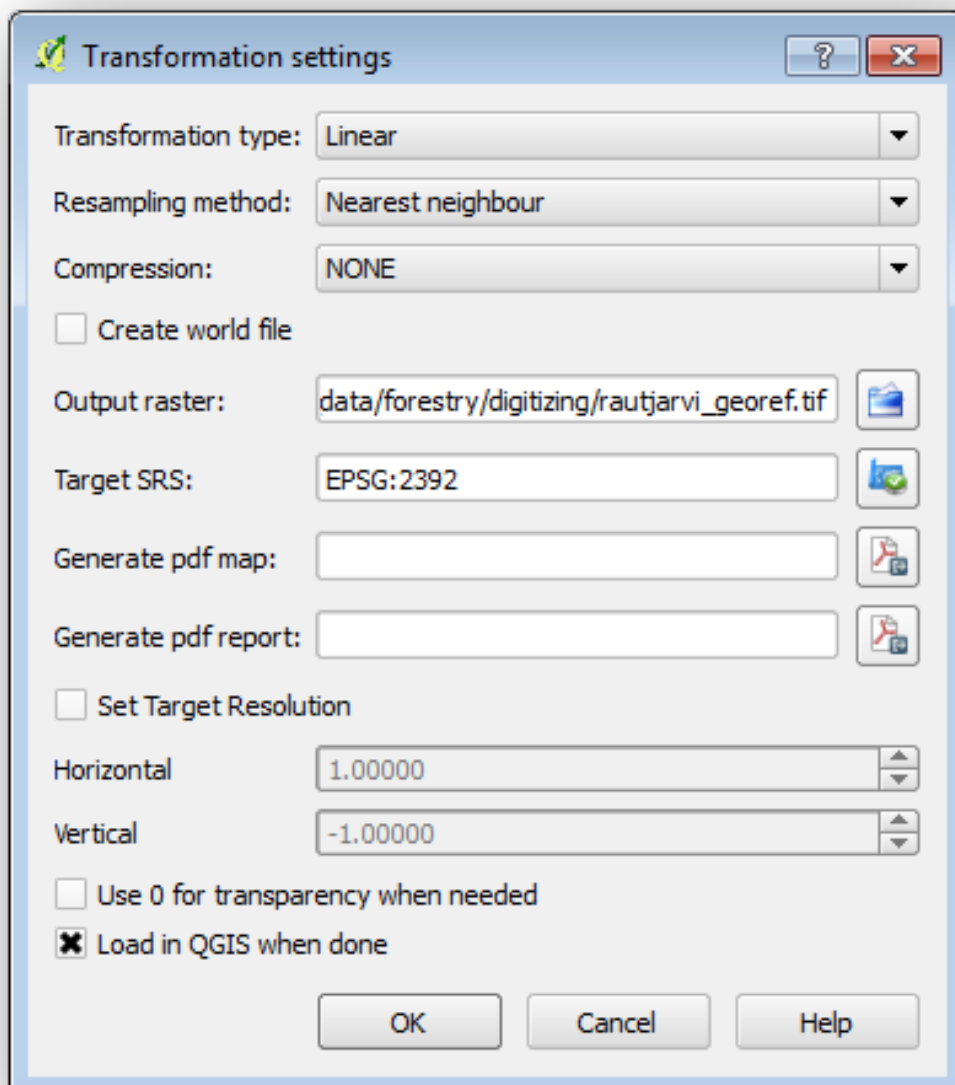 Transformation settings
Transformation type: Linear
Resampling method: Nearest neighbour
Compression: NONE
Create world file
Output raster: data/forestry/digitizing/rautjarvi_georef.tif
Target SRS: EPSG:2392
Generate pdf map:
Generate pdf report:
Set Target Resolution
Horizontal 1.00000
Vertical -1.00000
Use 0 for transparency when needed
Load in QGIS when done
OK Cancel Help